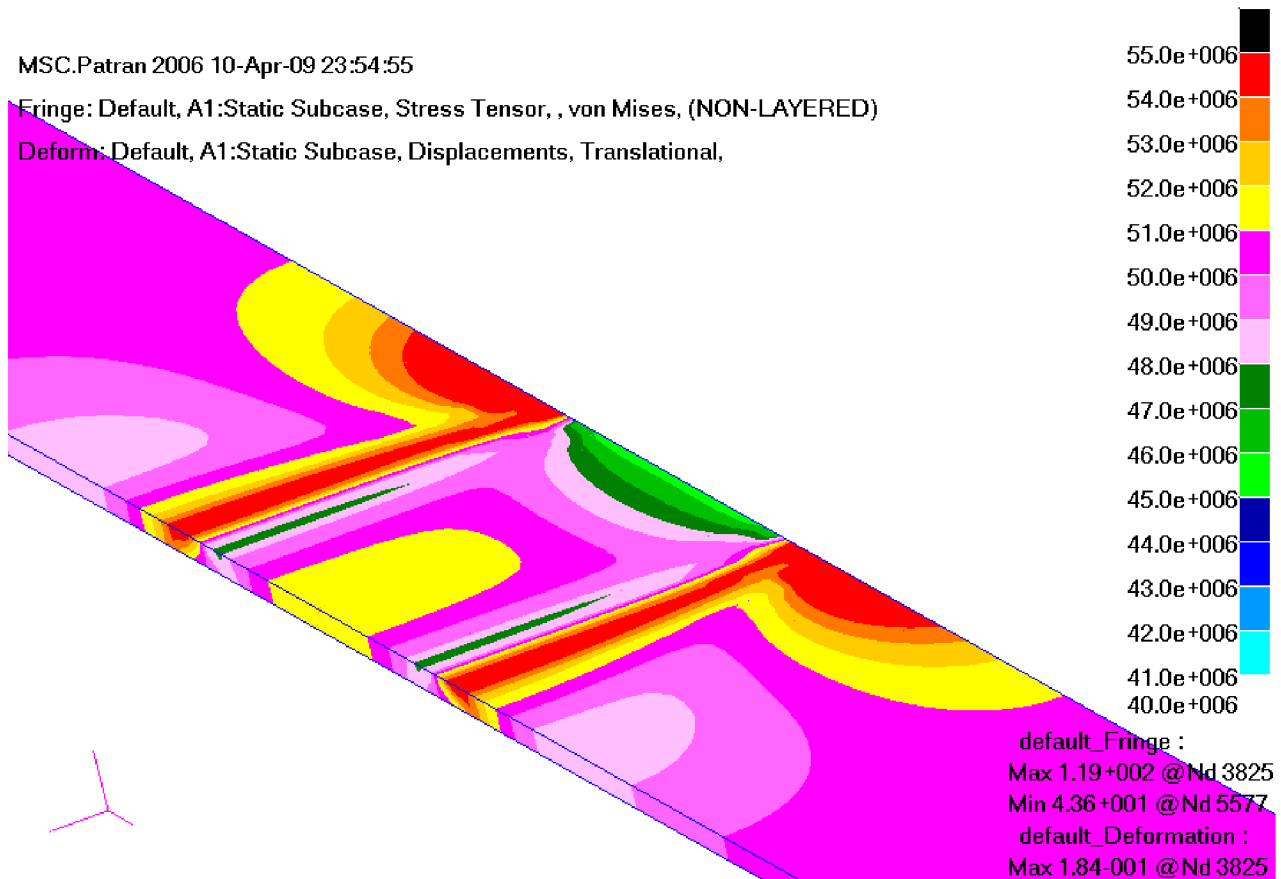 MSC.Patran 2006 10-Apr-09 23:54:55
Fringe: Default, A1:Static Subcase, Stress Tensor, , von Mises, (NON-LAYERED)
Deform: Default, A1:Static Subcase, Displacements, Translational,
55.0e+006
54.0e+006
53.0e+006
52.0e+006
51.0e+006
50.0e+006
49.0e+006
48.0e+006
47.0e+006
46.0e+006
45.0e+006
44.0e+006
43.0e+006
42.0e+006
41.0e+006
40.0e+006
default_Fringe :
Max 1.19+002 @Nd 3825
Min 4.36+001 @Nd 5577
default_Deformation :
Max 1.84-001 @Nd 3825